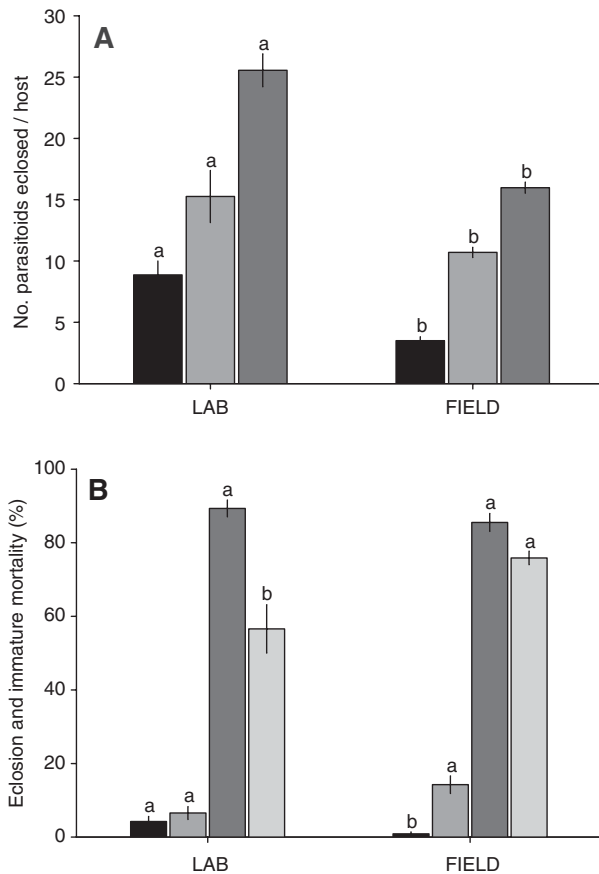 A
No. parasitoids eclosed / host
30
25
20
15
10
5
0
a
a
a
b
b
b
LAB
FIELD
B
Eclosion and immature mortality (%)
100
80
60
40
20
0
a
a
a
b
b
a
a
a
LAB
FIELD